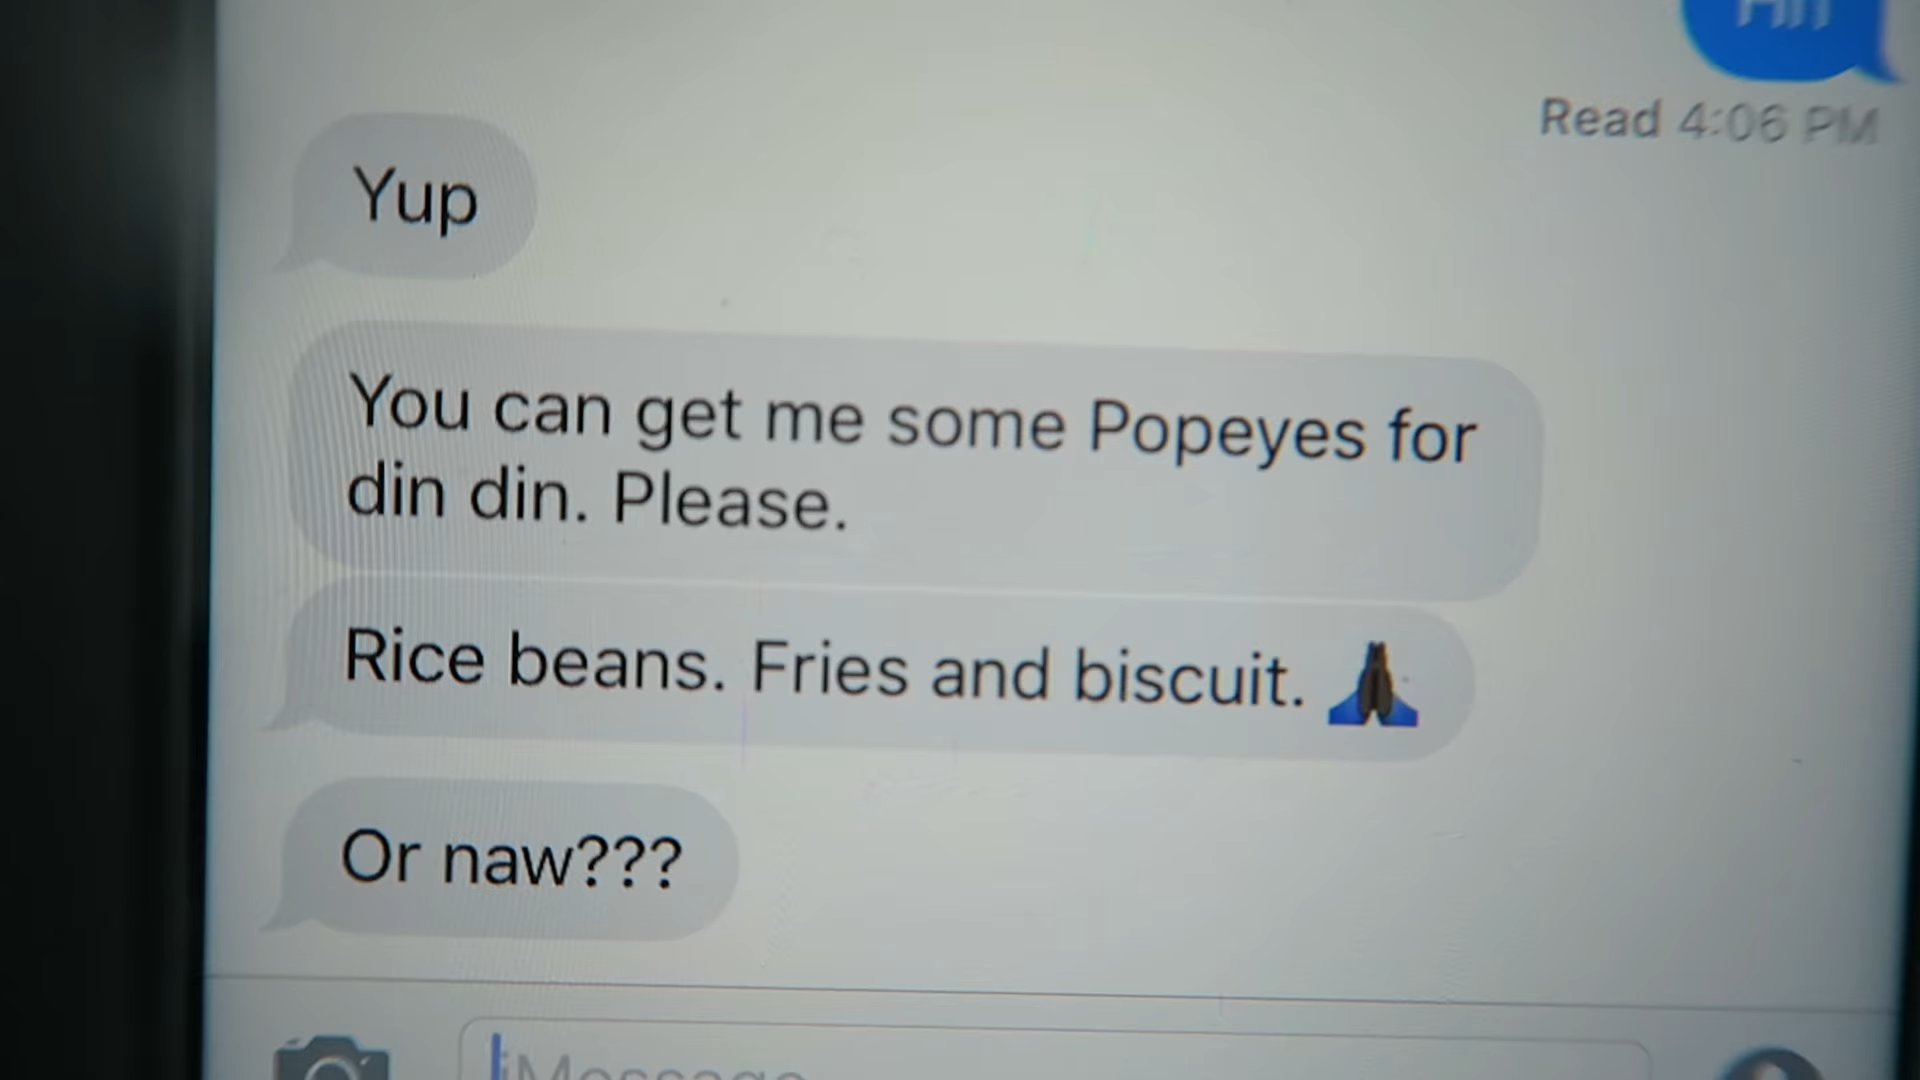 Read 4:06 PM
Yup
You can get me some Popeyes for
din din. Please.
Rice beans. Fries and biscuit. 🙏🏿
Or naw???
iMessage